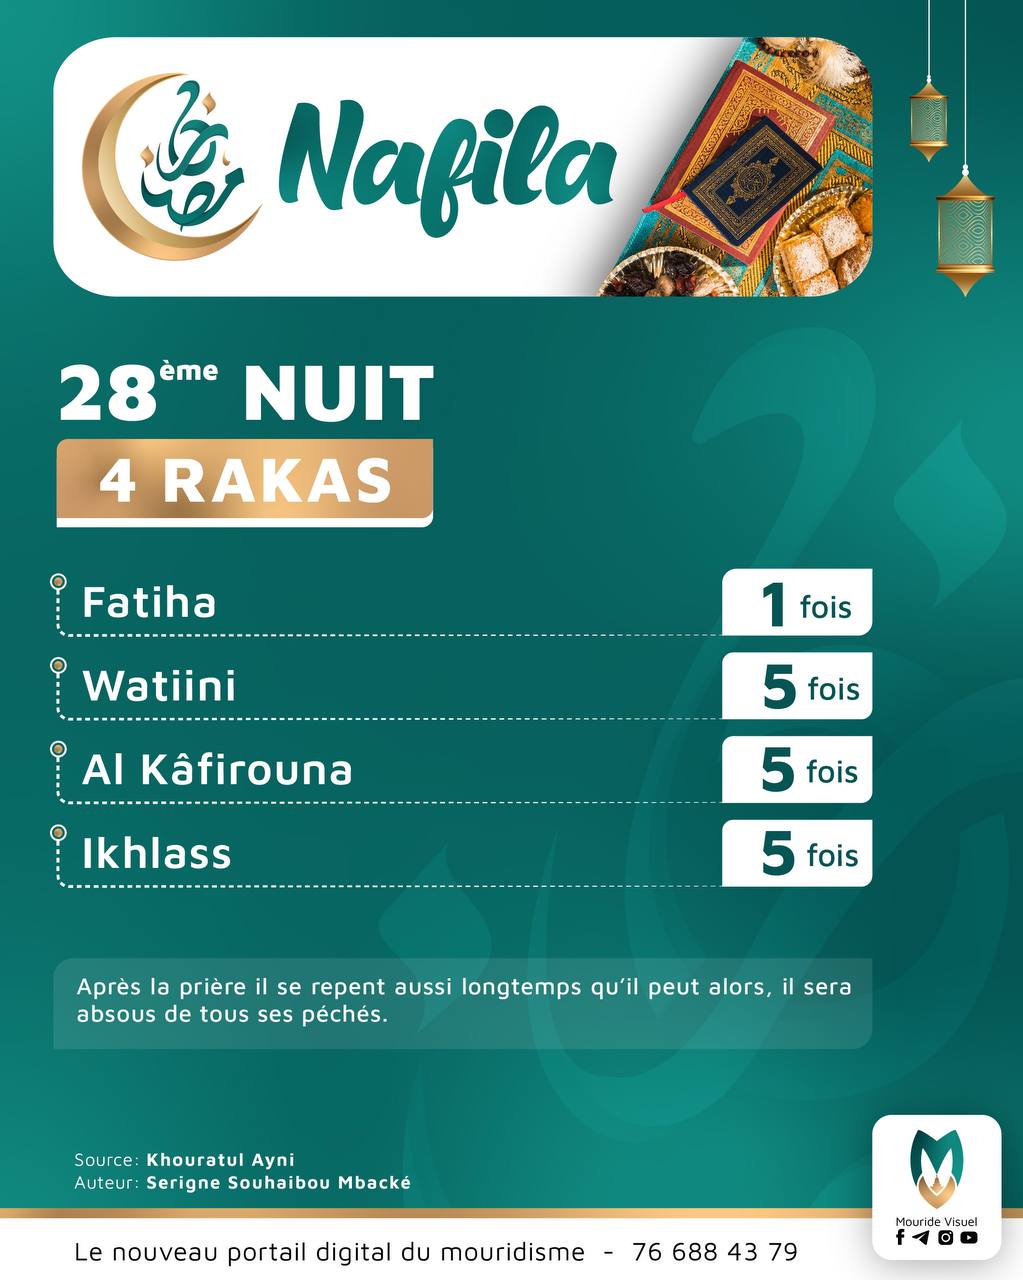 رمضان
Nafila
28ème NUIT
4 RAKAS
Fatiha 1 fois
Watiini 5 fois
Al Kâfirouna 5 fois
Ikhlass 5 fois
Après la prière il se repent aussi longtemps qu’il peut alors, il sera
absous de tous ses péchés.
Source: Khouratul Ayni
Auteur: Serigne Souhaibou Mbacké
Mouride Visuel
Le nouveau portail digital du mouridisme - 76 688 43 79